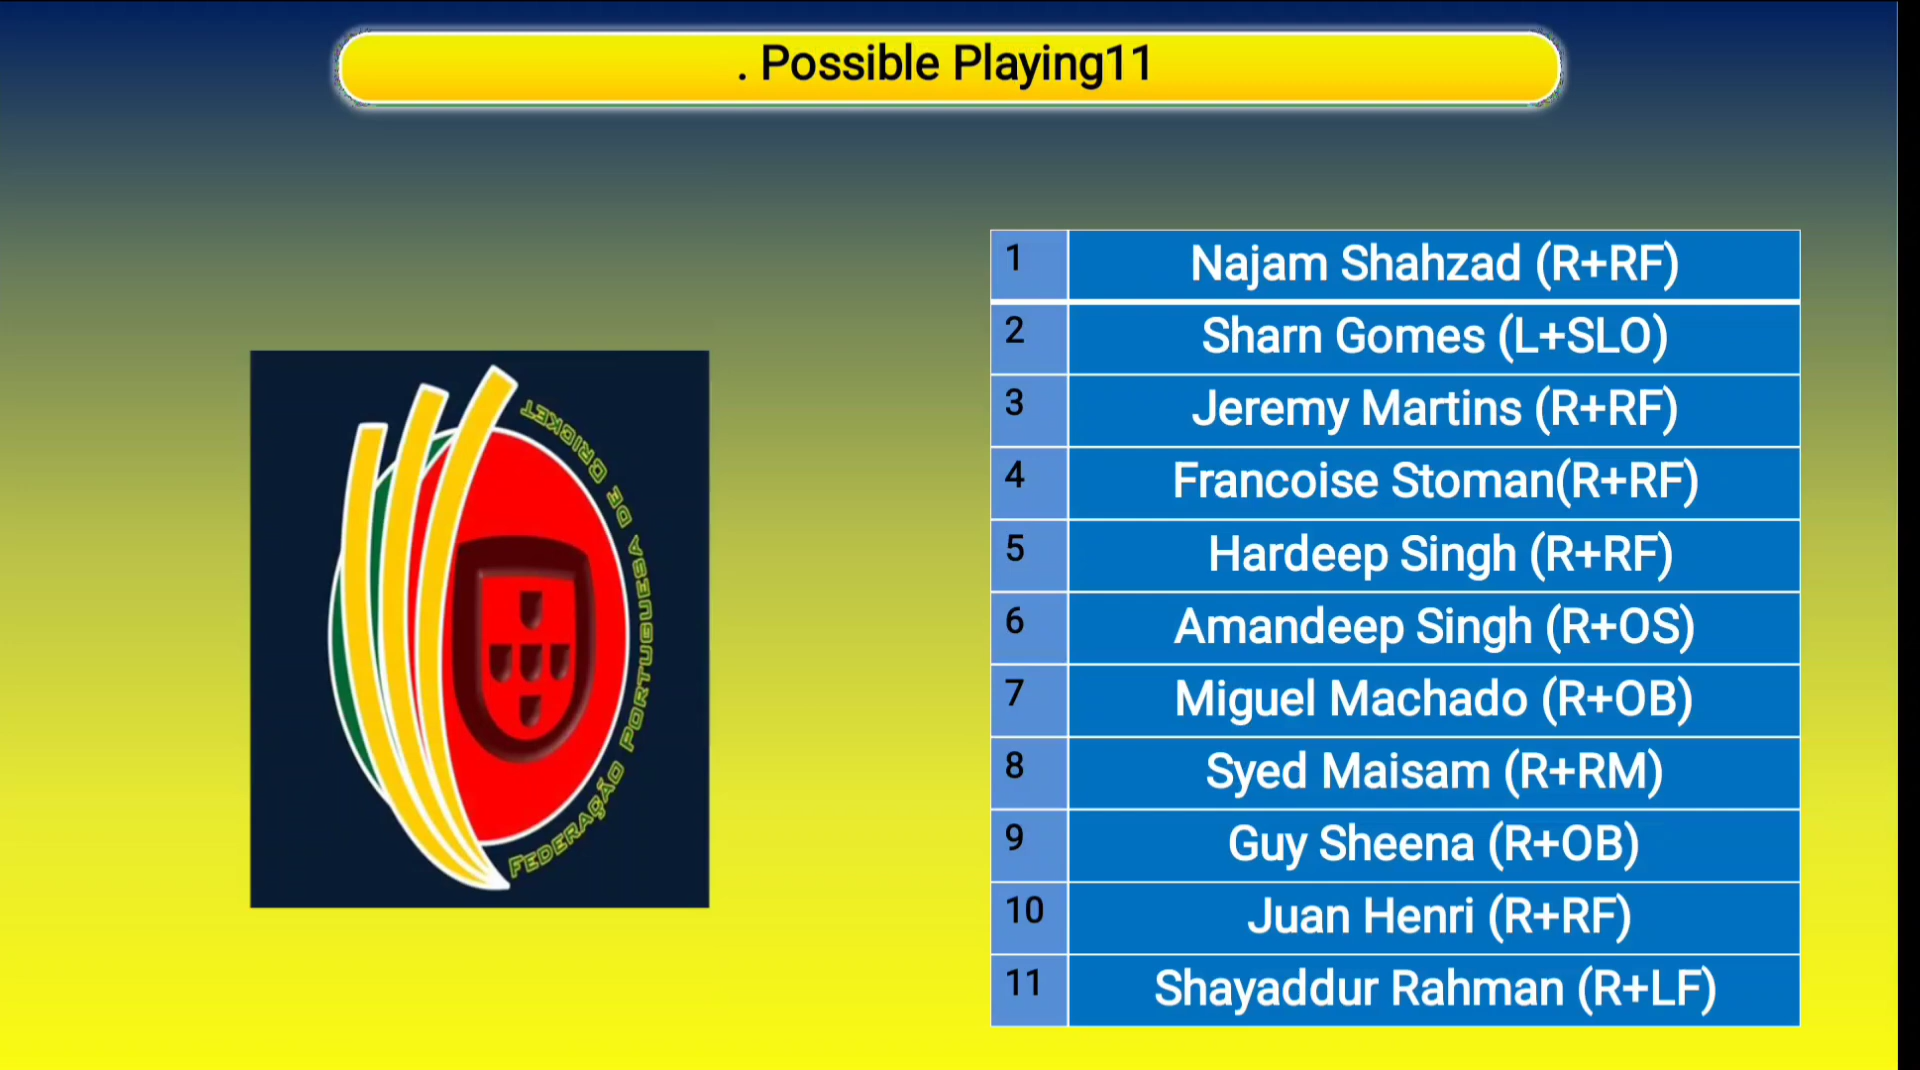 . Possible Playing11
FEDERAÇÃO PORTUGUESA DE CRICKET
1 Najam Shahzad (R+RF)
2 Sharn Gomes (L+SLO)
3 Jeremy Martins (R+RF)
4 Francoise Stoman(R+RF)
5 Hardeep Singh (R+RF)
6 Amandeep Singh (R+OS)
7 Miguel Machado (R+OB)
8 Syed Maisam (R+RM)
9 Guy Sheena (R+OB)
10 Juan Henri (R+RF)
11 Shayaddur Rahman (R+LF)